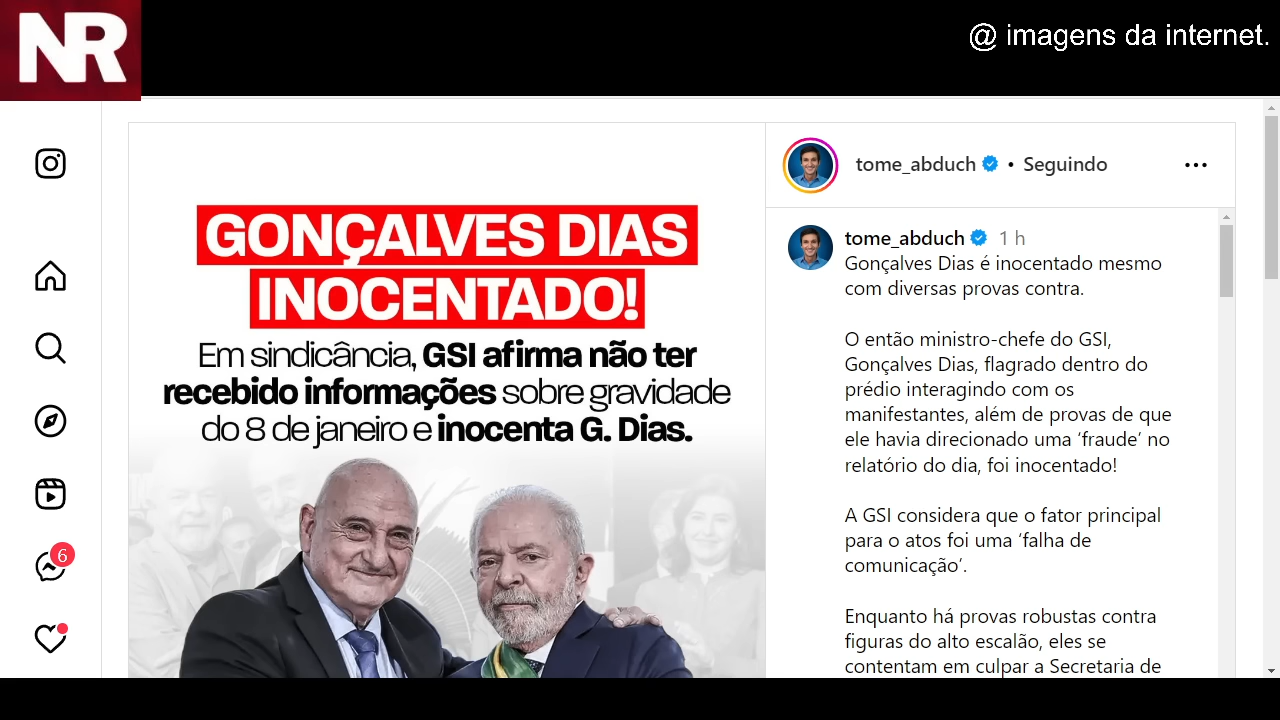 NR
@ imagens da internet.
GONÇALVES DIAS
INOCENTADO!
Em sindicância, GSI afirma não ter
recebido informações sobre gravidade
do 8 de janeiro e inocenta G. Dias.
tome_abduch • Seguindo
tome_abduch 1 h
Gonçalves Dias é inocentado mesmo
com diversas provas contra.
O então ministro-chefe do GSI,
Gonçalves Dias, flagrado dentro do
prédio interagindo com os
manifestantes, além de provas de que
ele havia direcionado uma ‘fraude’ no
relatório do dia, foi inocentado!
A GSI considera que o fator principal
para o atos foi uma ‘falha de
comunicação’.
Enquanto há provas robustas contra
figuras do alto escalão, eles se
contentam em culpar a Secretaria de
6